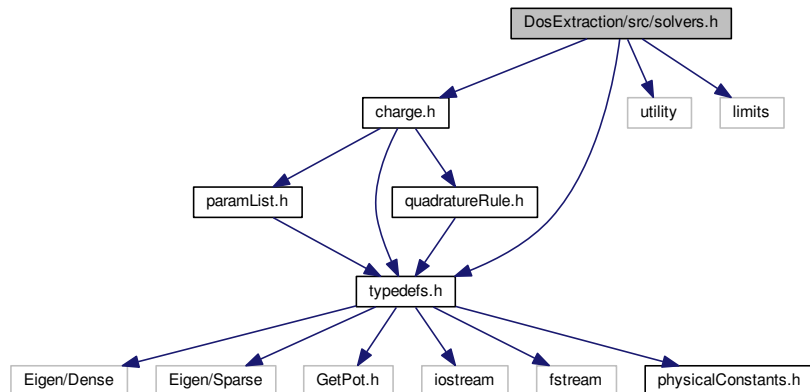 DosExtraction/src/solvers.h
charge.h
utility
limits
paramList.h
quadratureRule.h
typedefs.h
Eigen/Dense
Eigen/Sparse
GetPot.h
iostream
fstream
physicalConstants.h